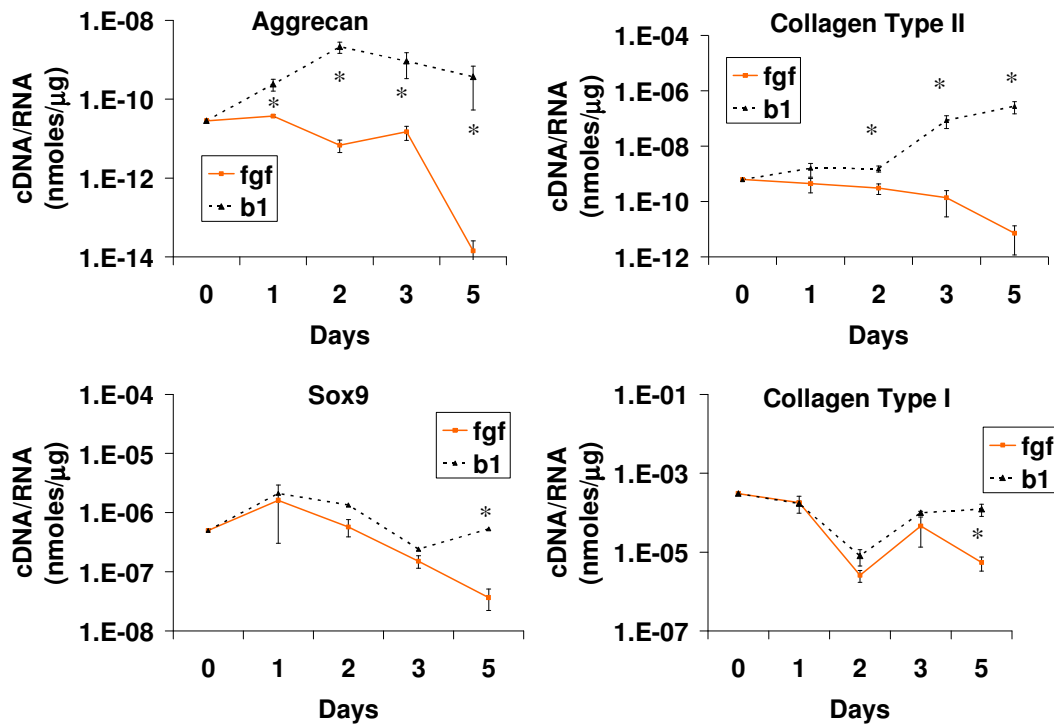 Aggrecan
1.E-08
1.E-10
1.E-12
1.E-14
cDNA/RNA
(nmoles/µg)
*
*
*
*
fgf
b1
0 1 2 3 5
Days
Collagen Type II
1.E-04
1.E-06
1.E-08
1.E-10
1.E-12
cDNA/RNA
(nmoles/µg)
fgf
b1
*
*
*
0 1 2 3 5
Days
Sox9
1.E-04
1.E-05
1.E-06
1.E-07
1.E-08
cDNA/RNA
(nmoles/µg)
fgf
b1
*
0 1 2 3 5
Days
Collagen Type I
1.E-01
1.E-03
1.E-05
1.E-07
cDNA/RNA
(nmoles/µg)
fgf
b1
*
0 1 2 3 5
Days